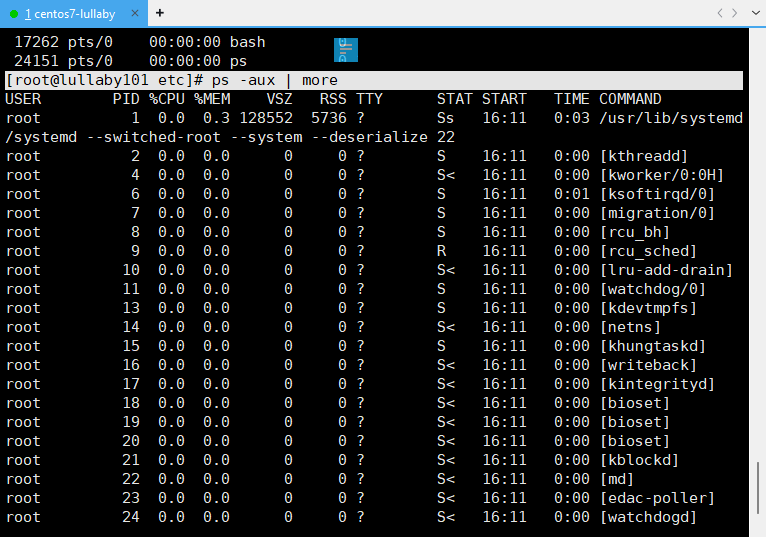 1 centos7-lullaby × +
17262 pts/0    00:00:00 bash
24151 pts/0    00:00:00 ps
[root@lullaby101 etc]# ps -aux | more
USER        PID %CPU %MEM    VSZ   RSS TTY        STAT START   TIME COMMAND
root          1  0.0  0.3 128552  5736 ?        Ss   16:11    0:03 /usr/lib/systemd
/systemd --switched-root --system --deserialize 22
root          2  0.0  0.0      0     0 ?        S    16:11    0:00 [kthreadd]
root          4  0.0  0.0      0     0 ?        S<   16:11    0:00 [kworker/0:0H]
root          6  0.0  0.0      0     0 ?        S    16:11    0:01 [ksoftirqd/0]
root          7  0.0  0.0      0     0 ?        S    16:11    0:00 [migration/0]
root          8  0.0  0.0      0     0 ?        S    16:11    0:00 [rcu_bh]
root          9  0.0  0.0      0     0 ?        R    16:11    0:00 [rcu_sched]
root         10  0.0  0.0      0     0 ?        S<   16:11    0:00 [lru-add-drain]
root         11  0.0  0.0      0     0 ?        S    16:11    0:00 [watchdog/0]
root         13  0.0  0.0      0     0 ?        S    16:11    0:00 [kdevtmpfs]
root         14  0.0  0.0      0     0 ?        S<   16:11    0:00 [netns]
root         15  0.0  0.0      0     0 ?        S    16:11    0:00 [khungtaskd]
root         16  0.0  0.0      0     0 ?        S<   16:11    0:00 [writeback]
root         17  0.0  0.0      0     0 ?        S<   16:11    0:00 [kintegrityd]
root         18  0.0  0.0      0     0 ?        S<   16:11    0:00 [bioset]
root         19  0.0  0.0      0     0 ?        S<   16:11    0:00 [bioset]
root         20  0.0  0.0      0     0 ?        S<   16:11    0:00 [bioset]
root         21  0.0  0.0      0     0 ?        S<   16:11    0:00 [kblockd]
root         22  0.0  0.0      0     0 ?        S<   16:11    0:00 [md]
root         23  0.0  0.0      0     0 ?        S<   16:11    0:00 [edac-poller]
root         24  0.0  0.0      0     0 ?        S<   16:11    0:00 [watchdogd]